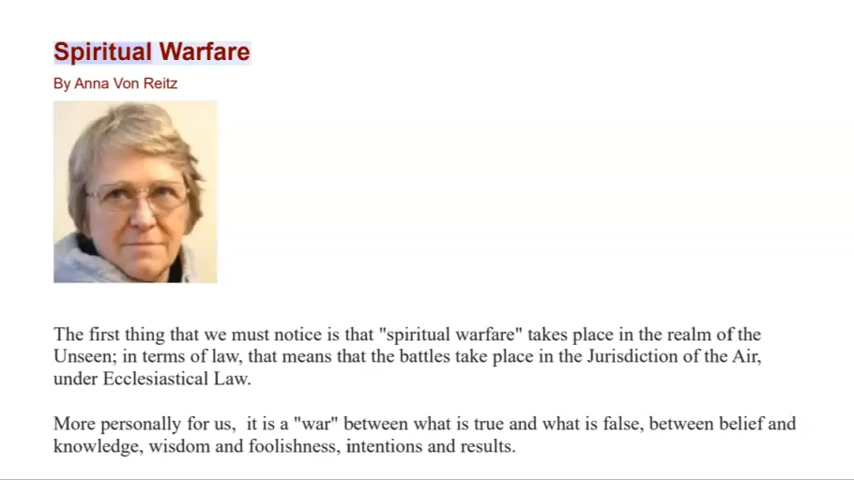 Spiritual Warfare
By Anna Von Reitz
The first thing that we must notice is that "spiritual warfare" takes place in the realm of the
Unseen; in terms of law, that means that the battles take place in the Jurisdiction of the Air,
under Ecclesiastical Law.
More personally for us,  it is a "war" between what is true and what is false, between belief and
knowledge, wisdom and foolishness, intentions and results.